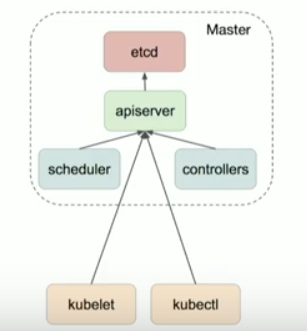 Master
etcd
apiserver
scheduler
controllers
kubelet
kubectl